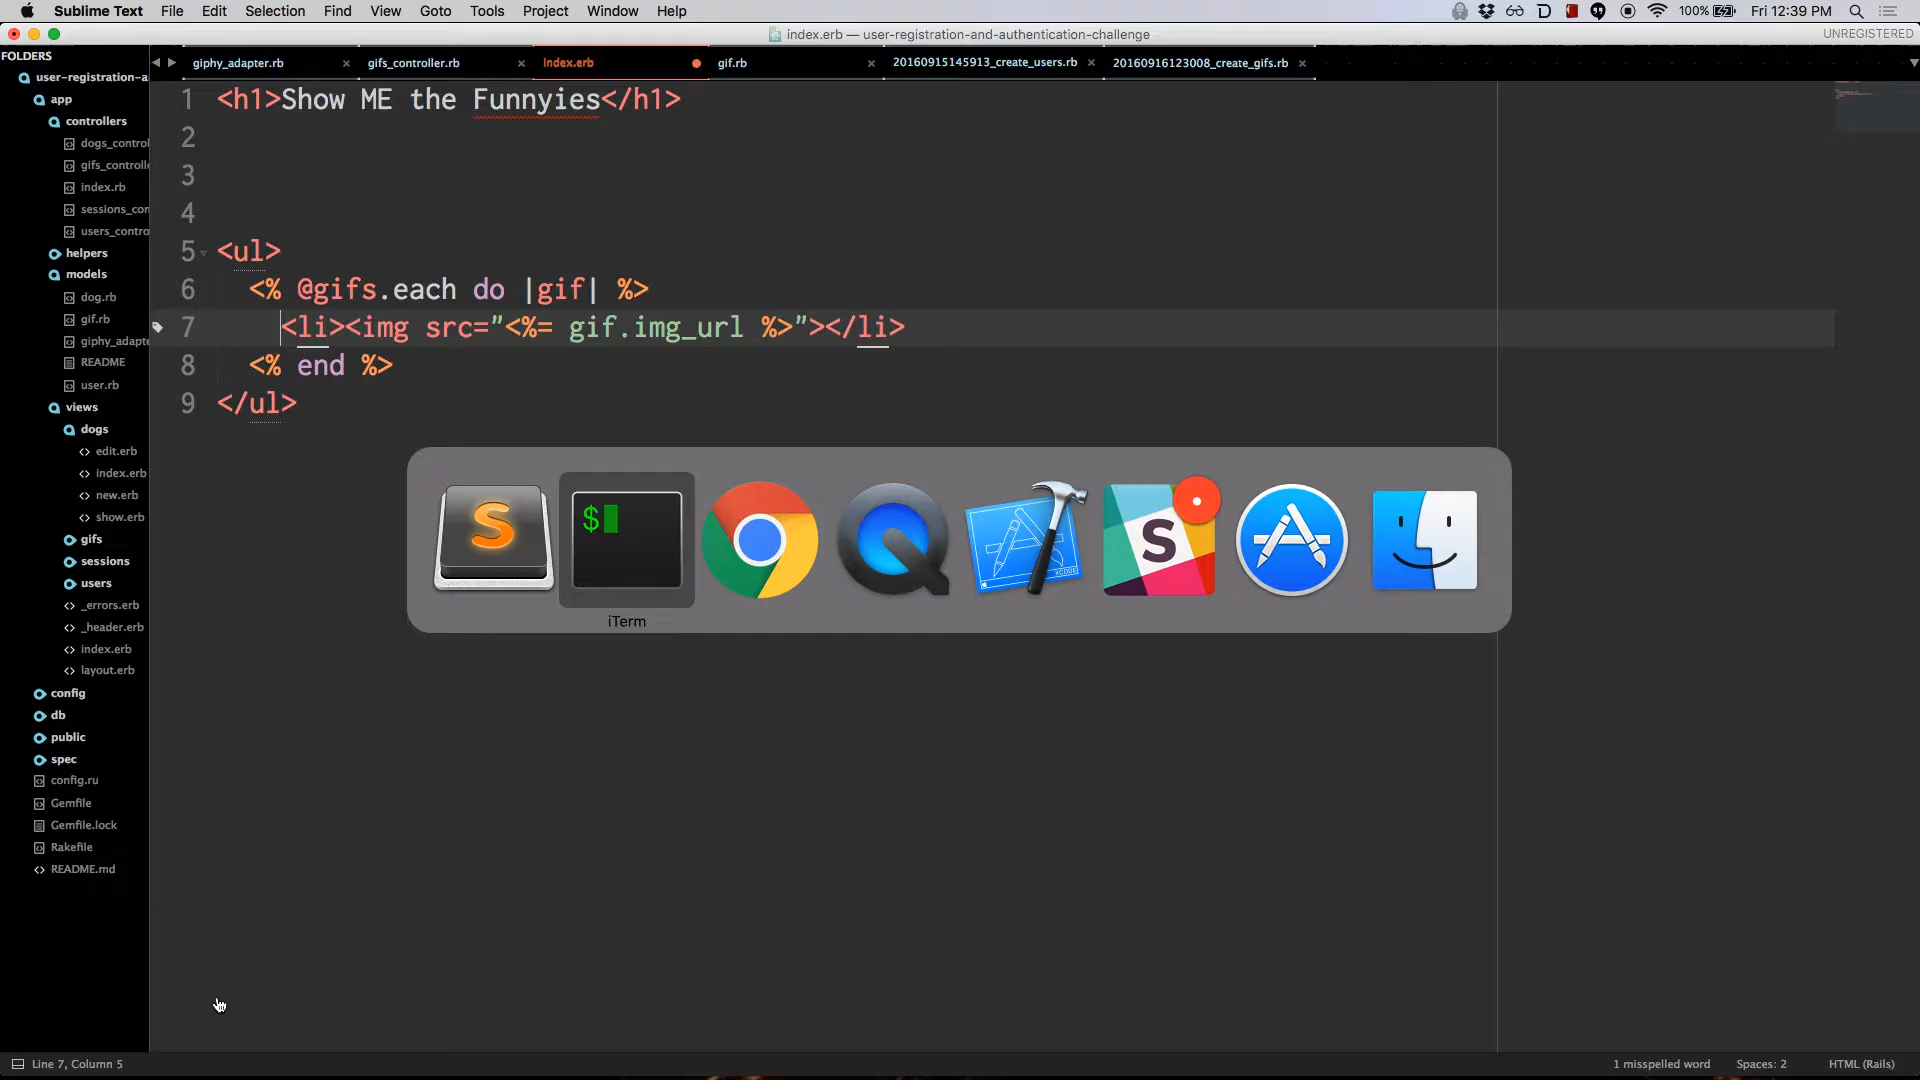 Sublime Text File Edit Selection Find View Goto Tools Project Window Help 100% Fri 12:39 PM
index.erb — user-registration-and-authentication-challenge UNREGISTERED
FOLDERS
user-registration-a
app
controllers
dogs_control
gifs_controlle
index.rb
sessions_con
users_contro
helpers
models
dog.rb
gif.rb
giphy_adapte
README
user.rb
views
dogs
edit.erb
index.erb
new.erb
show.erb
gifs
sessions
users
_errors.erb
_header.erb
index.erb
layout.erb
config
db
public
spec
config.ru
Gemfile
Gemfile.lock
Rakefile
README.md
giphy_adapter.rb gifs_controller.rb index.erb gif.rb 20160915145913_create_users.rb 20160916123008_create_gifs.rb
1 <h1>Show ME the Funnyies</h1>
2
3
4
5 <ul>
6 <% @gifs.each do |gif| %>
7 <li><img src="<%= gif.img_url %>"></li>
8 <% end %>
9 </ul>
S $ S
iTerm
Line 7, Column 5 1 misspelled word Spaces: 2 HTML (Rails)